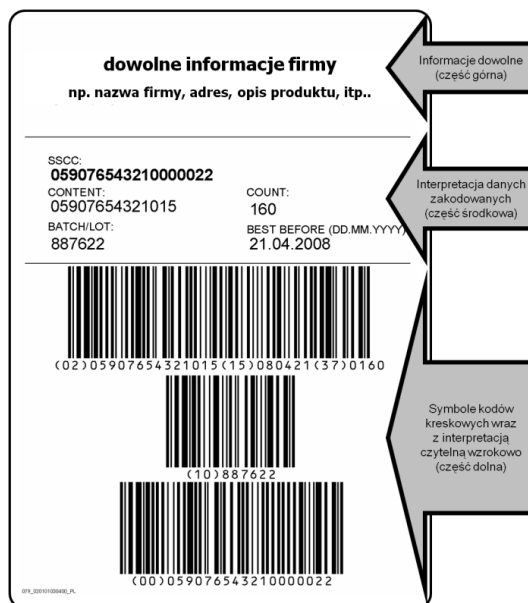 dowolne informacje firmy
np. nazwa firmy, adres, opis produktu, itp..
Informacje dowolne
(część górna)
SSCC:
059076543210000022
CONTENT:
05907654321015
COUNT:
160
BATCH/LOT:
887622
BEST BEFORE (DD.MM.YYYY)
21.04.2008
Interpretacja danych
zakodowanych
(część środkowa)
(02)05907654321015(15)080421(37)0160
(10)887622
(00)059076543210000022
Symbole kodów
kreskowych wraz
z interpretacją
czytelną wzrokowo
(część dolna)